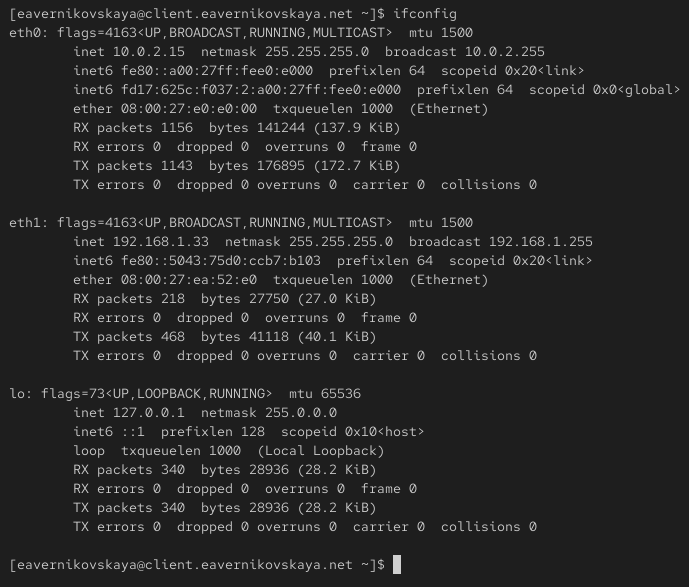 [eavernikovskaya@client.eavernikovskaya.net ~]$ ifconfig
eth0: flags=4163<UP,BROADCAST,RUNNING,MULTICAST>  mtu 1500
        inet 10.0.2.15  netmask 255.255.255.0  broadcast 10.0.2.255
        inet6 fe80::a00:27ff:fee0:e000  prefixlen 64  scopeid 0x20<link>
        inet6 fd17:625c:f037:2:a00:27ff:fee0:e000  prefixlen 64  scopeid 0x0<global>
        ether 08:00:27:e0:e0:00  txqueuelen 1000  (Ethernet)
        RX packets 1156  bytes 141244 (137.9 KiB)
        RX errors 0  dropped 0  overruns 0  frame 0
        TX packets 1143  bytes 176895 (172.7 KiB)
        TX errors 0  dropped 0 overruns 0  carrier 0  collisions 0

eth1: flags=4163<UP,BROADCAST,RUNNING,MULTICAST>  mtu 1500
        inet 192.168.1.33  netmask 255.255.255.0  broadcast 192.168.1.255
        inet6 fe80::5043:75d0:ccb7:b103  prefixlen 64  scopeid 0x20<link>
        ether 08:00:27:ea:52:e0  txqueuelen 1000  (Ethernet)
        RX packets 218  bytes 27750 (27.0 KiB)
        RX errors 0  dropped 0  overruns 0  frame 0
        TX packets 468  bytes 41118 (40.1 KiB)
        TX errors 0  dropped 0 overruns 0  carrier 0  collisions 0

lo: flags=73<UP,LOOPBACK,RUNNING>  mtu 65536
        inet 127.0.0.1  netmask 255.0.0.0
        inet6 ::1  prefixlen 128  scopeid 0x10<host>
        loop  txqueuelen 1000  (Local Loopback)
        RX packets 340  bytes 28936 (28.2 KiB)
        RX errors 0  dropped 0  overruns 0  frame 0
        TX packets 340  bytes 28936 (28.2 KiB)
        TX errors 0  dropped 0 overruns 0  carrier 0  collisions 0

[eavernikovskaya@client.eavernikovskaya.net ~]$